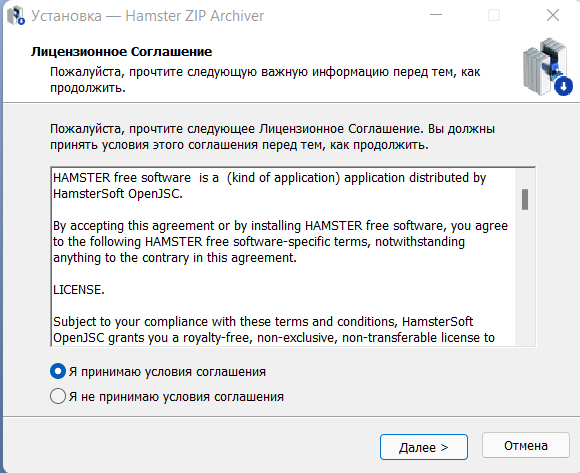 Установка — Hamster ZIP Archiver
Лицензионное Соглашение
Пожалуйста, прочтите следующую важную информацию перед тем, как
продолжить.
Пожалуйста, прочтите следующее Лицензионное Соглашение. Вы должны
принять условия этого соглашения перед тем, как продолжить.
HAMSTER free software  is a  (kind of application) application distributed by
HamsterSoft OpenJSC.
By accepting this agreement or by installing HAMSTER free software, you agree
to the following HAMSTER free software-specific terms, notwithstanding
anything to the contrary in this agreement.
LICENSE.
Subject to your compliance with these terms and conditions, HamsterSoft
OpenJSC grants you a royalty-free, non-exclusive, non-transferable license to
Я принимаю условия соглашения
Я не принимаю условия соглашения
Далее >
Отмена